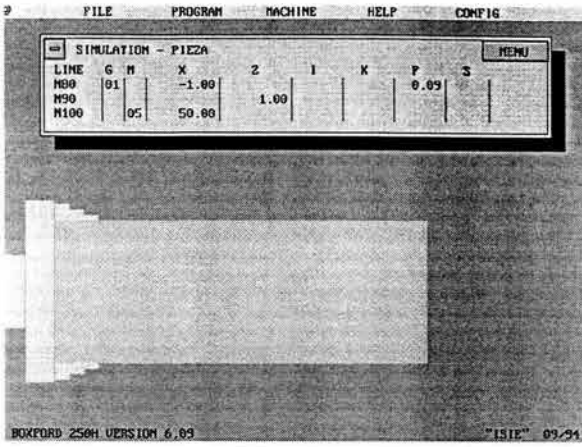 FILE PROGRAM MACHINE HELP CONFIG
SIMULATION - PIEZA MENU
LINE G M X Z I K F S
N80 01 -1.00 0.09
N90 1.00
N100 05 50.00
BOXFORD 250H VERSION 6.09 "ISIE" 09/94